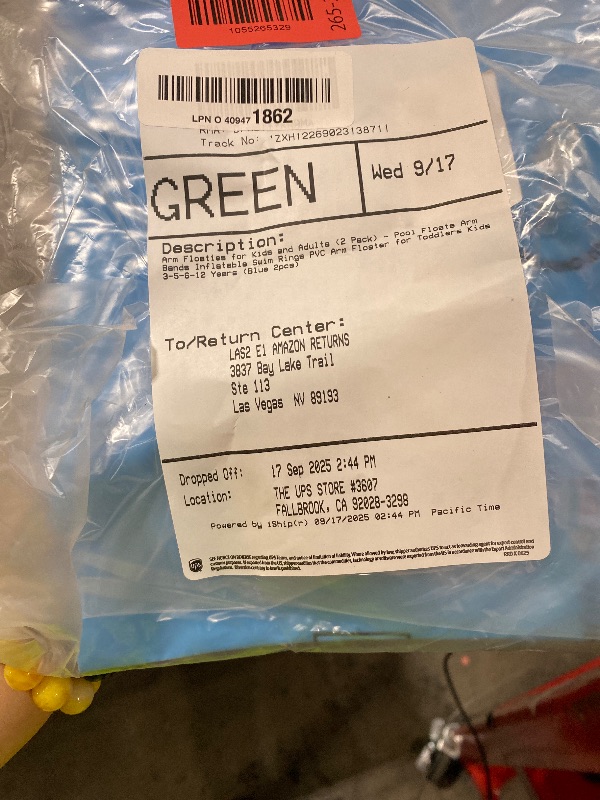 1055265329
265-
LPN O 409471862
Track No:
GREEN
Wed 9/17
Description:
Arm Floaties for Kids and Adults (2 Pack) - Pool Floats Arm
Bands Inflatable Swim Rings PVC Arm Floater for Toddlers Kids
3-5-6-12 Years (Blue 2pcs)
To/Return Center:
LAS2 E1 AMAZON RETURNS
3837 Bay Lake Trail
Ste 113
Las Vegas NV 89193
Dropped Off: 17 Sep 2025 2:44 PM
Location: THE UPS STORE #3607
FALLBROOK, CA 92028-3298
Powered by iShip(r) 09/17/2025 02:44 PM Pacific Time
ups